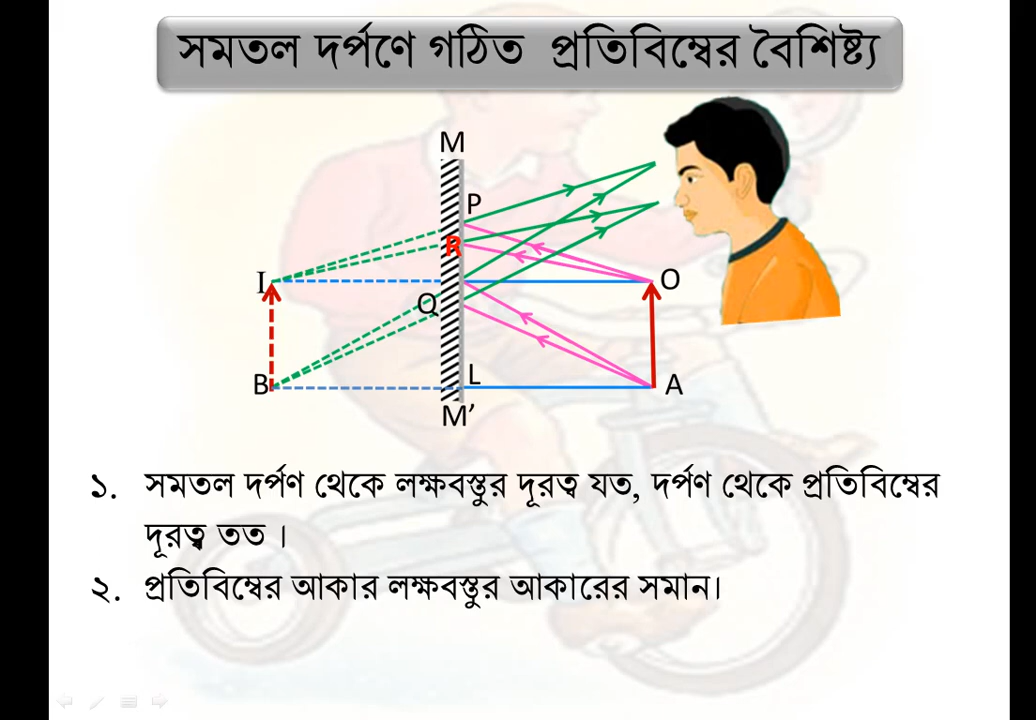 সমতল দর্পণে গঠিত প্রতিবিম্বের বৈশিষ্ট্য
M
P
R
I
O
Q
B
L
A
M’
১. সমতল দর্পণ থেকে লক্ষবস্তুর দূরত্ব যত, দর্পণ থেকে প্রতিবিম্বের
দূরত্ব তত ।
২. প্রতিবিম্বের আকার লক্ষবস্তুর আকারের সমান।